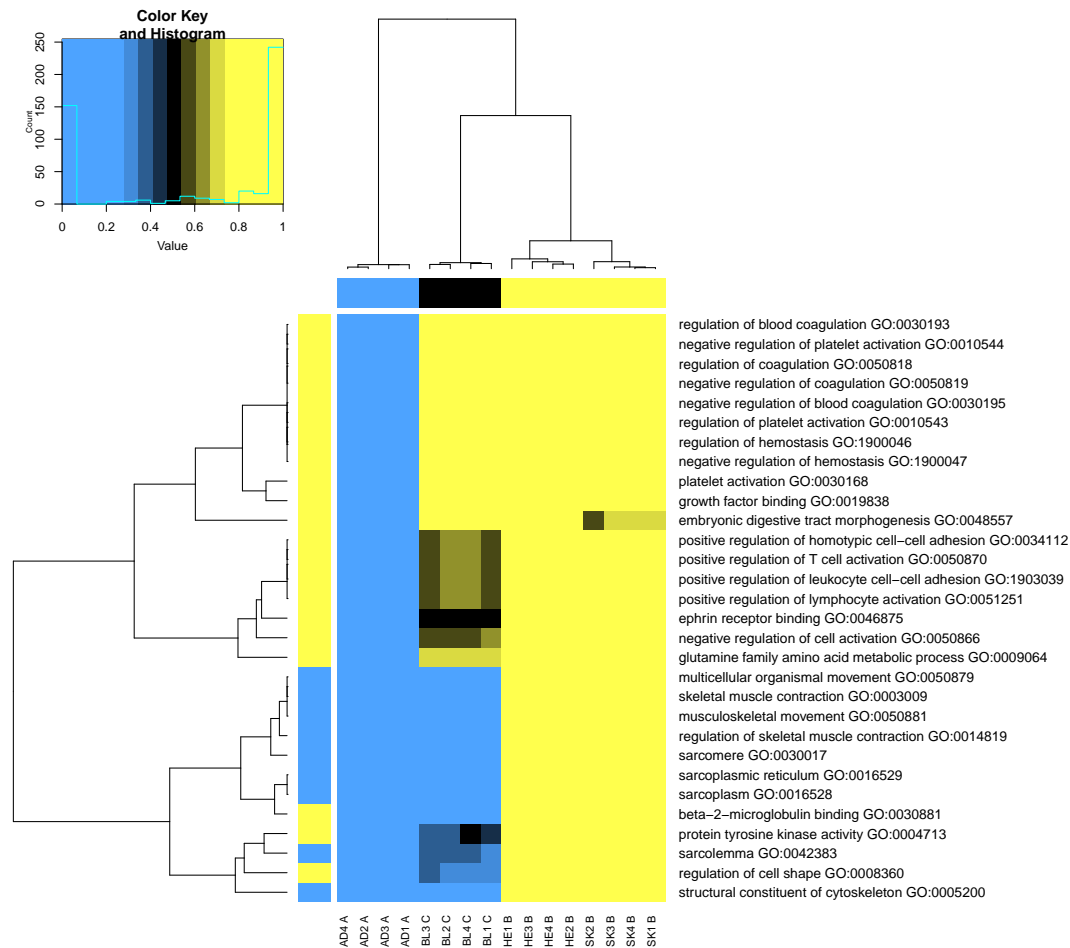 Color Key
and Histogram
Count
0 50 100 150 200 250
0 0.2 0.4 0.6 0.8 1
Value
regulation of blood coagulation GO:0030193
negative regulation of platelet activation GO:0010544
regulation of coagulation GO:0050818
negative regulation of coagulation GO:0050819
negative regulation of blood coagulation GO:0030195
regulation of platelet activation GO:0010543
regulation of hemostasis GO:1900046
negative regulation of hemostasis GO:1900047
platelet activation GO:0030168
growth factor binding GO:0019838
embryonic digestive tract morphogenesis GO:0048557
positive regulation of homotypic cell−cell adhesion GO:0034112
positive regulation of T cell activation GO:0050870
positive regulation of leukocyte cell−cell adhesion GO:1903039
positive regulation of lymphocyte activation GO:0051251
ephrin receptor binding GO:0046875
negative regulation of cell activation GO:0050866
glutamine family amino acid metabolic process GO:0009064
multicellular organismal movement GO:0050879
skeletal muscle contraction GO:0003009
musculoskeletal movement GO:0050881
regulation of skeletal muscle contraction GO:0014819
sarcomere GO:0030017
sarcoplasmic reticulum GO:0016529
sarcoplasm GO:0016528
beta−2−microglobulin binding GO:0030881
protein tyrosine kinase activity GO:0004713
sarcolemma GO:0042383
regulation of cell shape GO:0008360
structural constituent of cytoskeleton GO:0005200
AD4 A
AD2 A
AD3 A
AD1 A
BL3 C
BL2 C
BL4 C
BL1 C
HE1 B
HE3 B
HE4 B
HE2 B
SK2 B
SK3 B
SK4 B
SK1 B